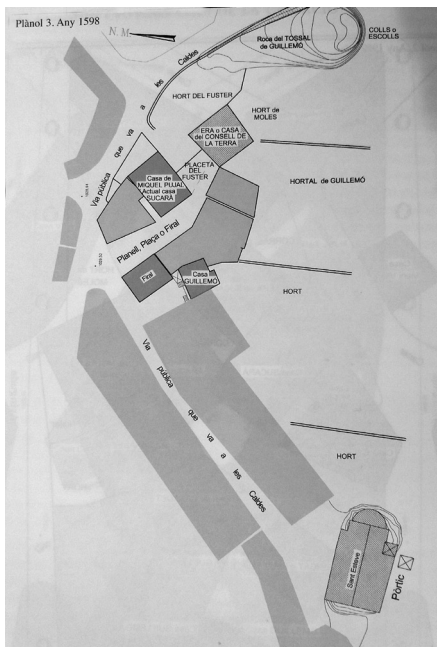 Plànol 3. Any 1598
N. M
Roca del TOSSAL
de GUILLEMÓ
COLLS o
ESCOLLS
HORT DEL FUSTER
HORT de
MOLES
ERA o CASA
del CONSELL DE
LA TERRA
Via pública que va a les Caldes
PLACETA
DEL
FUSTER
Casa de
MIQUEL PUJAL
Actual casa
SUCARÀ
HORTAL de GUILLEMÓ
Planell, Plaça o Firal
Firal
Casa
GUILLEMÓ
HORT
Via pública que va a les Caldes
HORT
Sant Esteve
Pòrtic